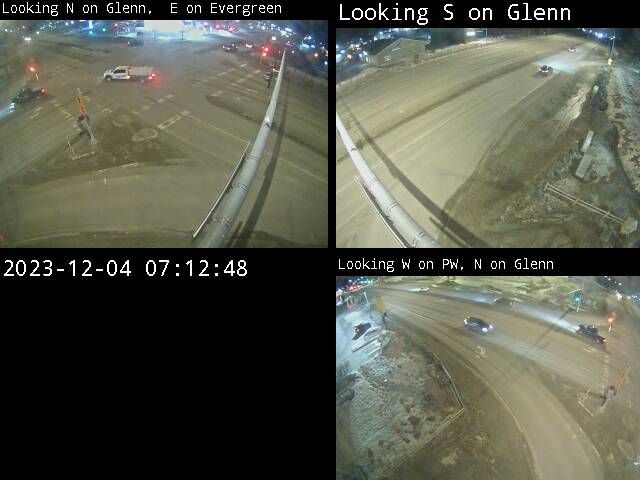 Looking N on Glenn,  E on Evergreen
Looking S on Glenn
2023-12-04 07:12:48
Looking W on PW, N on Glenn